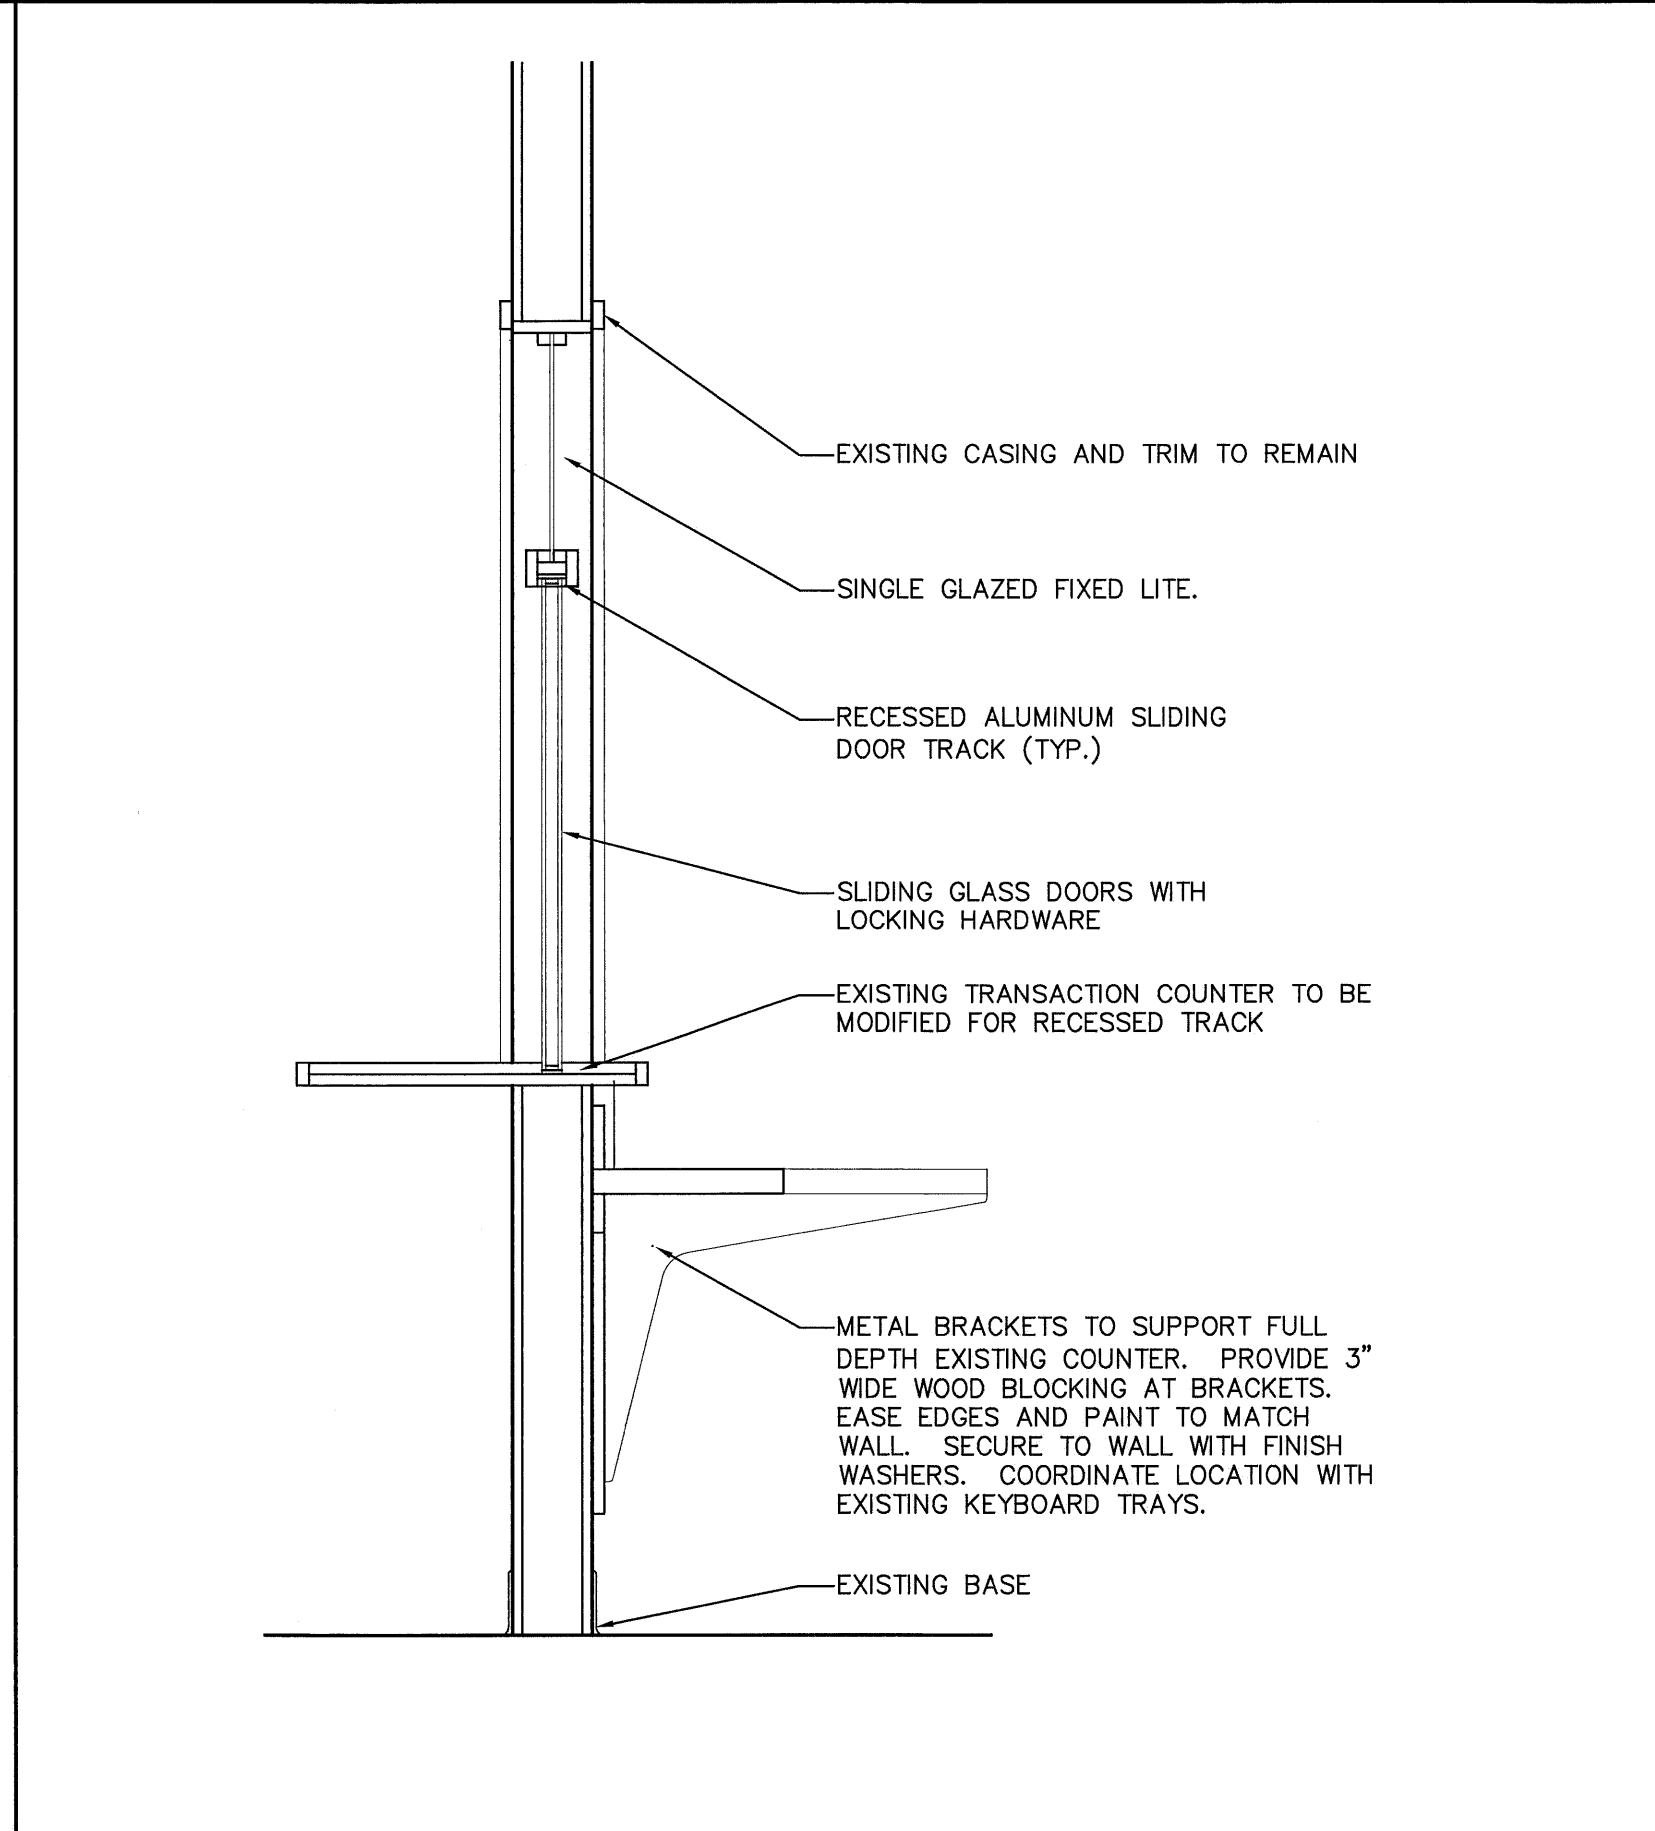 EXISTING CASING AND TRIM TO REMAIN
SINGLE GLAZED FIXED LITE.
RECESSED ALUMINUM SLIDING
DOOR TRACK (TYP.)
SLIDING GLASS DOORS WITH
LOCKING HARDWARE
EXISTING TRANSACTION COUNTER TO BE
MODIFIED FOR RECESSED TRACK
METAL BRACKETS TO SUPPORT FULL
DEPTH EXISTING COUNTER. PROVIDE 3"
WIDE WOOD BLOCKING AT BRACKETS.
EASE EDGES AND PAINT TO MATCH
WALL. SECURE TO WALL WITH FINISH
WASHERS. COORDINATE LOCATION WITH
EXISTING KEYBOARD TRAYS.
EXISTING BASE